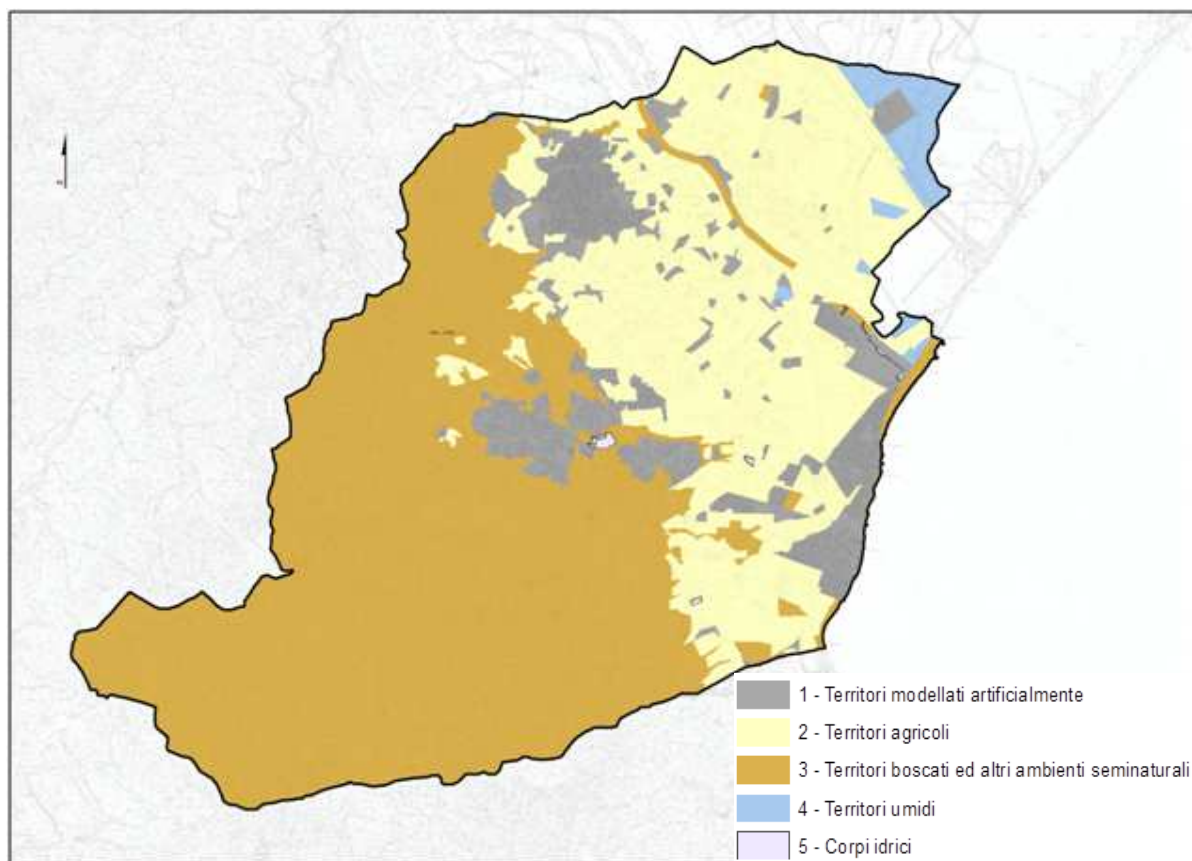 1 - Territori modellati artificialmente
2 - Territori agricoli
3 - Territori boscati ed altri ambienti seminaturali
4 - Territori umidi
5 - Corpi idrici